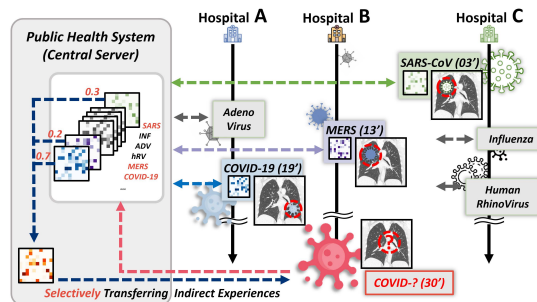 Public Health System
(Central Server)
0.3
0.2
0.7
SARS
INF
ADV
hRV
MERS
COVID-19
...
Hospital A
Hospital B
Hospital C
SARS-CoV (03')
Adeno
Virus
MERS (13')
Influenza
COVID-19 (19')
Human
RhinoVirus
?
COVID-? (30')
Selectively Transferring Indirect Experiences